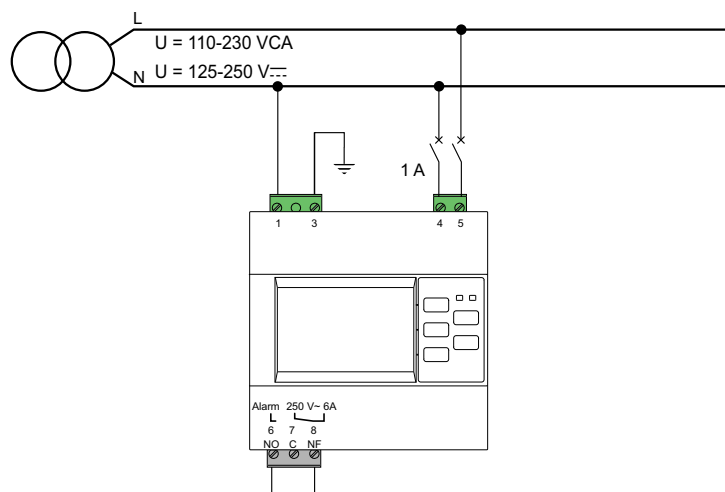 L
U = 110-230 VCA
N U = 125-250 V⎓
1 A
1 3 4 5
Alarm 250 V~ 6A
6 7 8
NO C NF